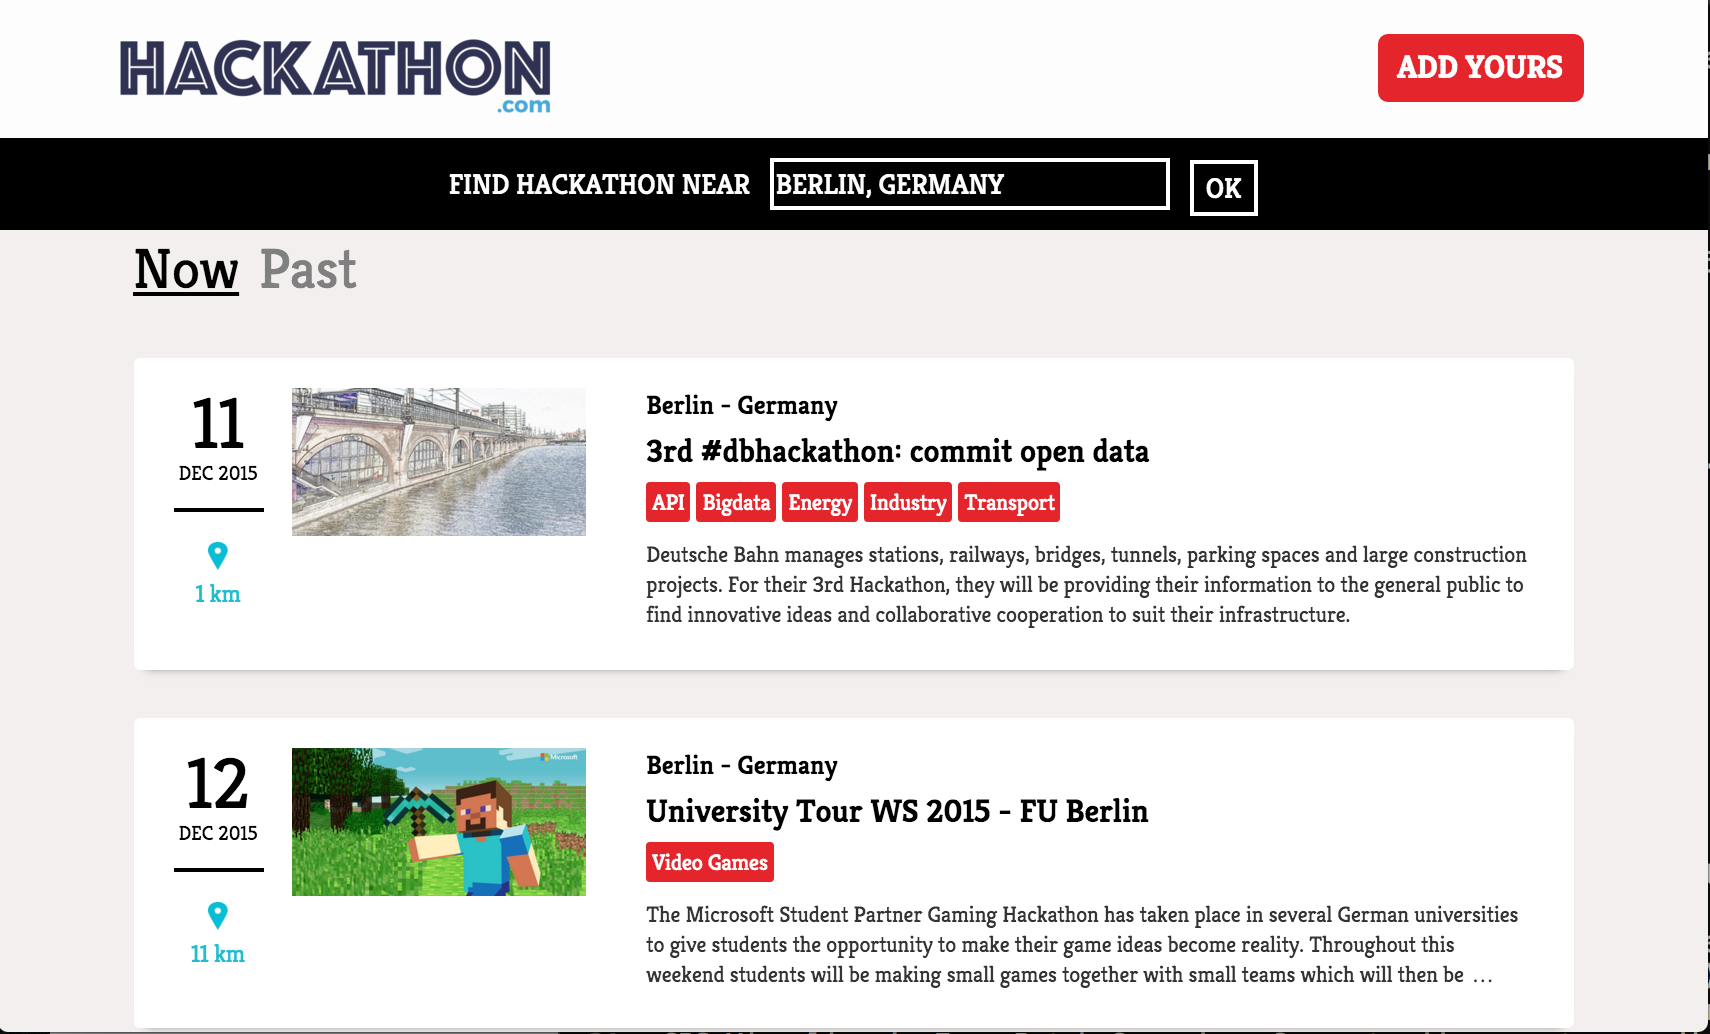 HACKATHON
.com
ADD YOURS
FIND HACKATHON NEAR BERLIN, GERMANY OK
Now Past
11
DEC 2015
1 km
Berlin - Germany
3rd #dbhackathon: commit open data
API Bigdata Energy Industry Transport
Deutsche Bahn manages stations, railways, bridges, tunnels, parking spaces and large construction
projects. For their 3rd Hackathon, they will be providing their information to the general public to
find innovative ideas and collaborative cooperation to suit their infrastructure.
12
DEC 2015
11 km
Microsoft
Berlin - Germany
University Tour WS 2015 - FU Berlin
Video Games
The Microsoft Student Partner Gaming Hackathon has taken place in several German universities
to give students the opportunity to make their game ideas become reality. Throughout this
weekend students will be making small games together with small teams which will then be …